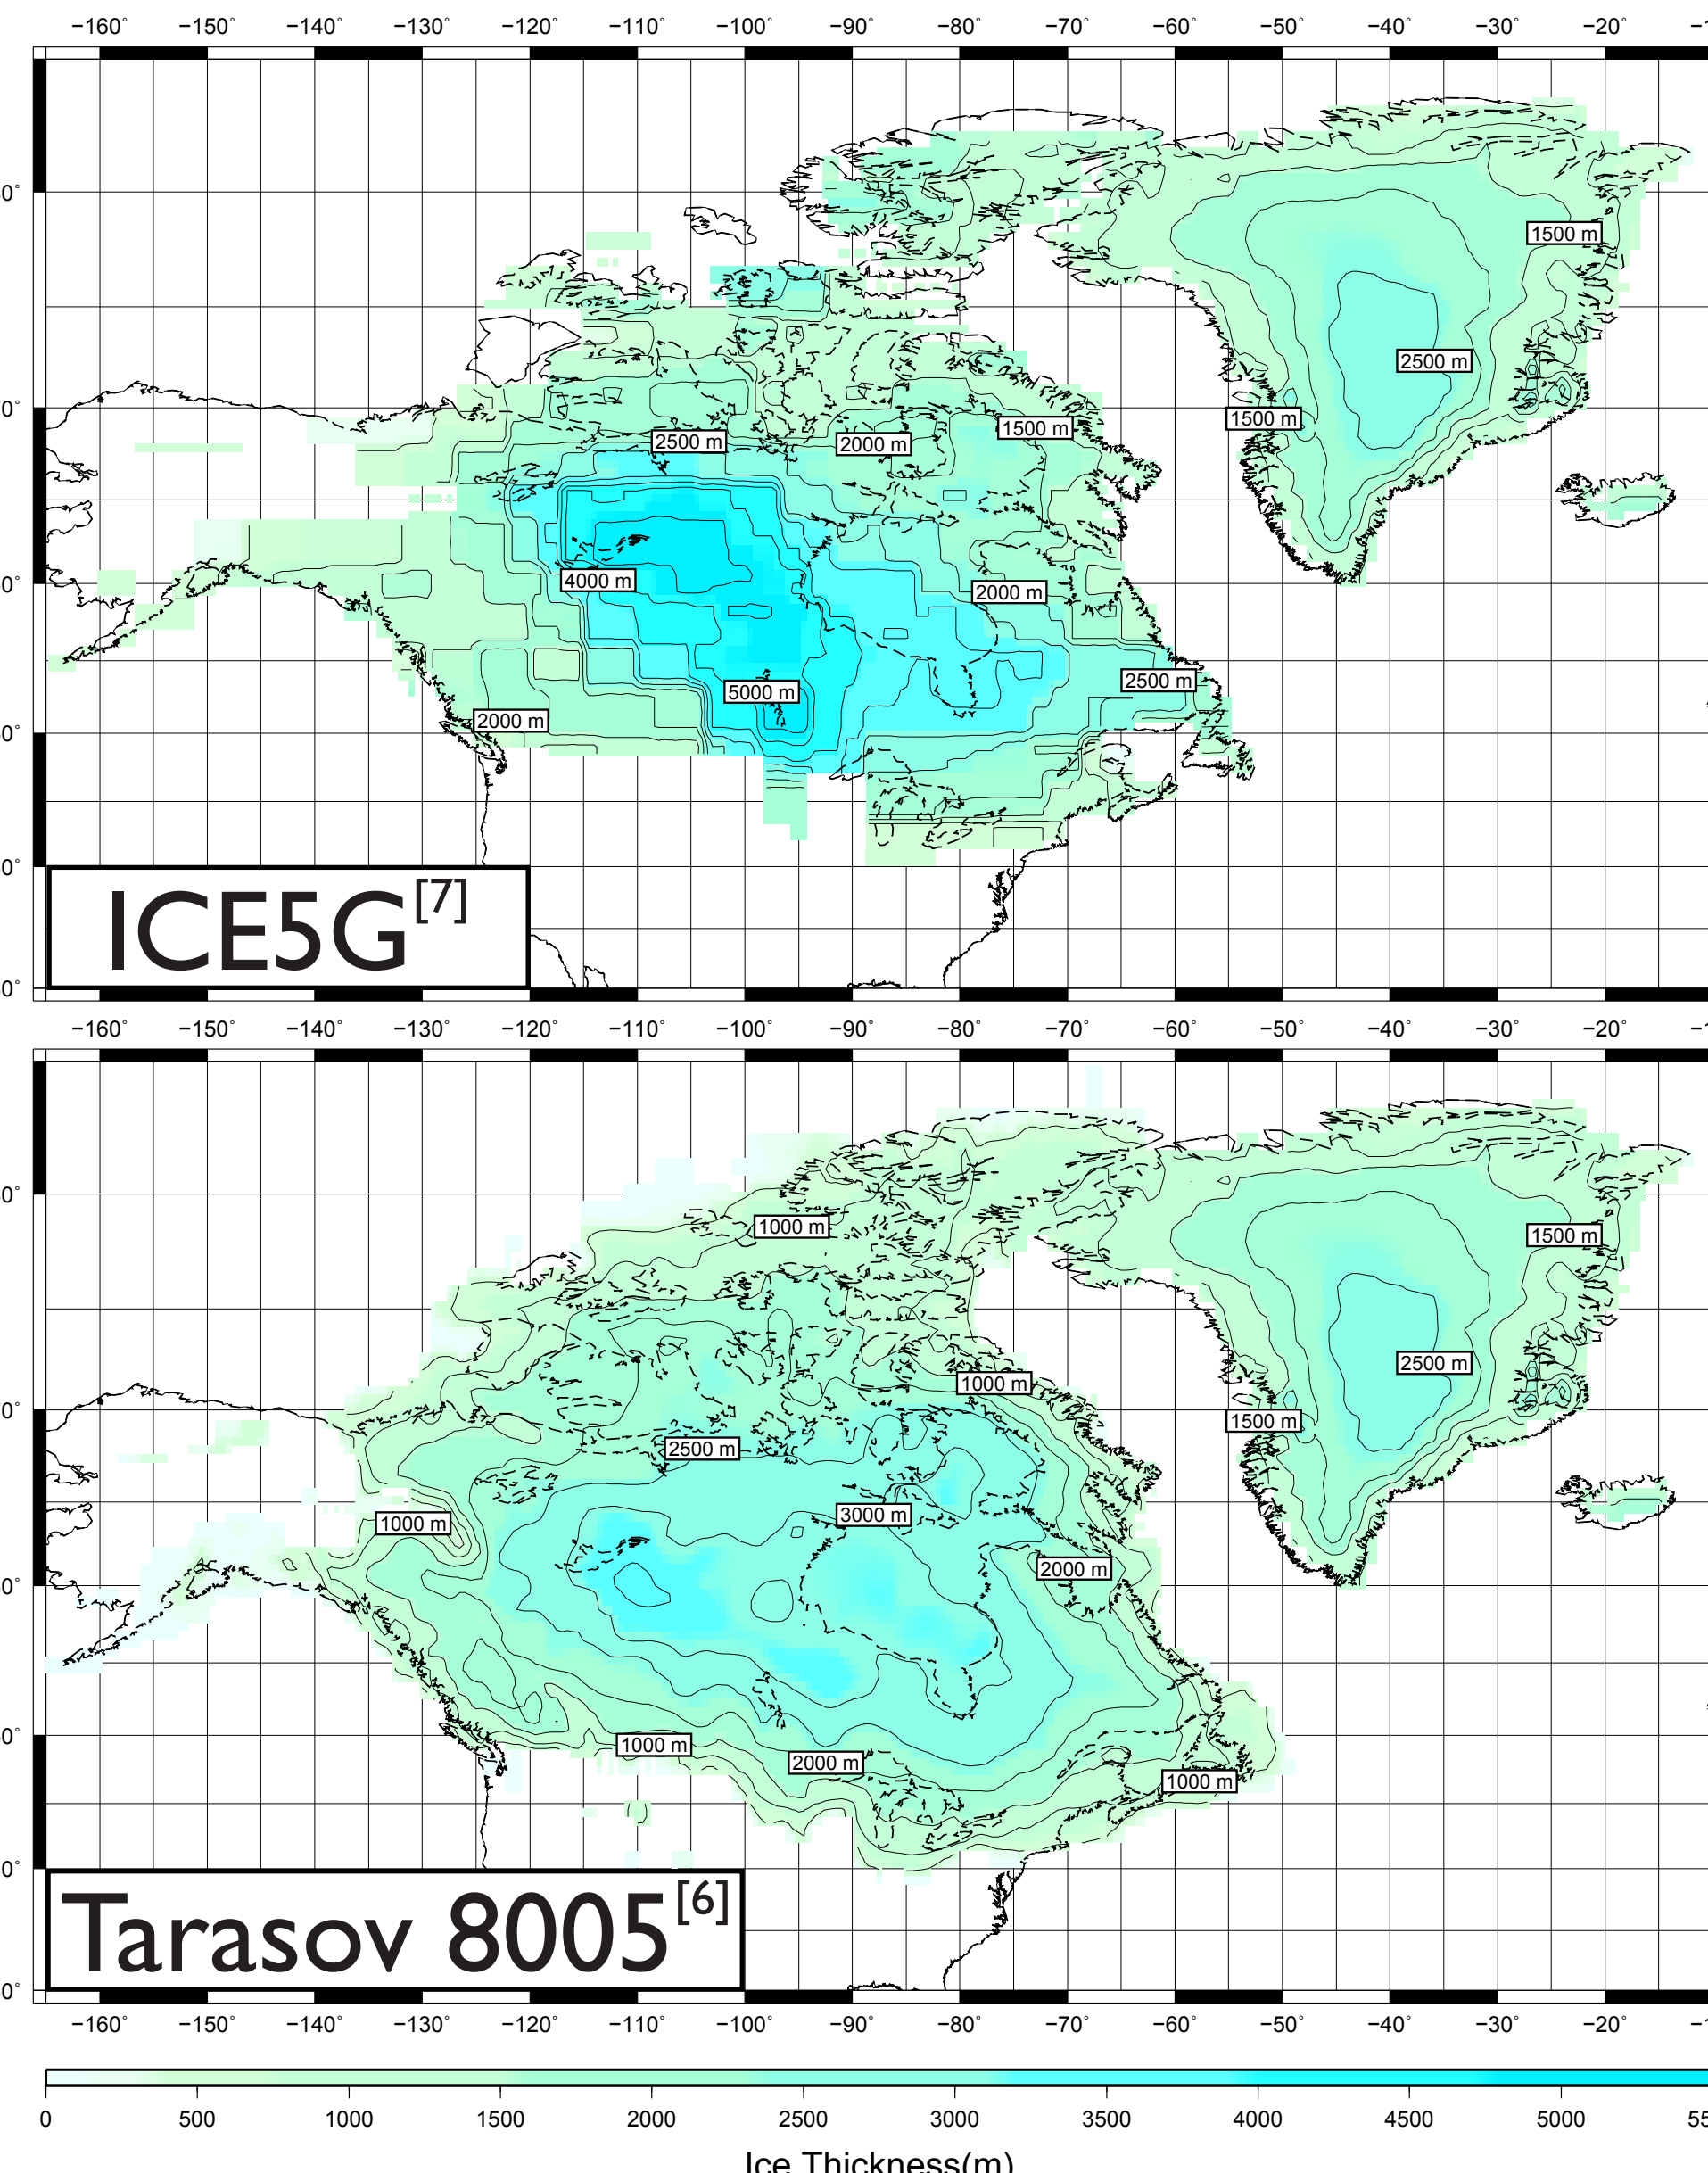 −160° −150° −140° −130° −120° −110° −100° −90° −80° −70° −60° −50° −40° −30° −20°
1500 m
2500 m
1500 m
1500 m
2500 m
2000 m
4000 m
2000 m
2500 m
5000 m
2000 m
ICE5G[7]
−160° −150° −140° −130° −120° −110° −100° −90° −80° −70° −60° −50° −40° −30° −20°
1000 m
1500 m
2500 m
1000 m
1500 m
2500 m
3000 m
1000 m
2000 m
1000 m
2000 m
1000 m
Tarasov 8005[6]
−160° −150° −140° −130° −120° −110° −100° −90° −80° −70° −60° −50° −40° −30° −20°
0 500 1000 1500 2000 2500 3000 3500 4000 4500 5000
Ice Thickness(m)